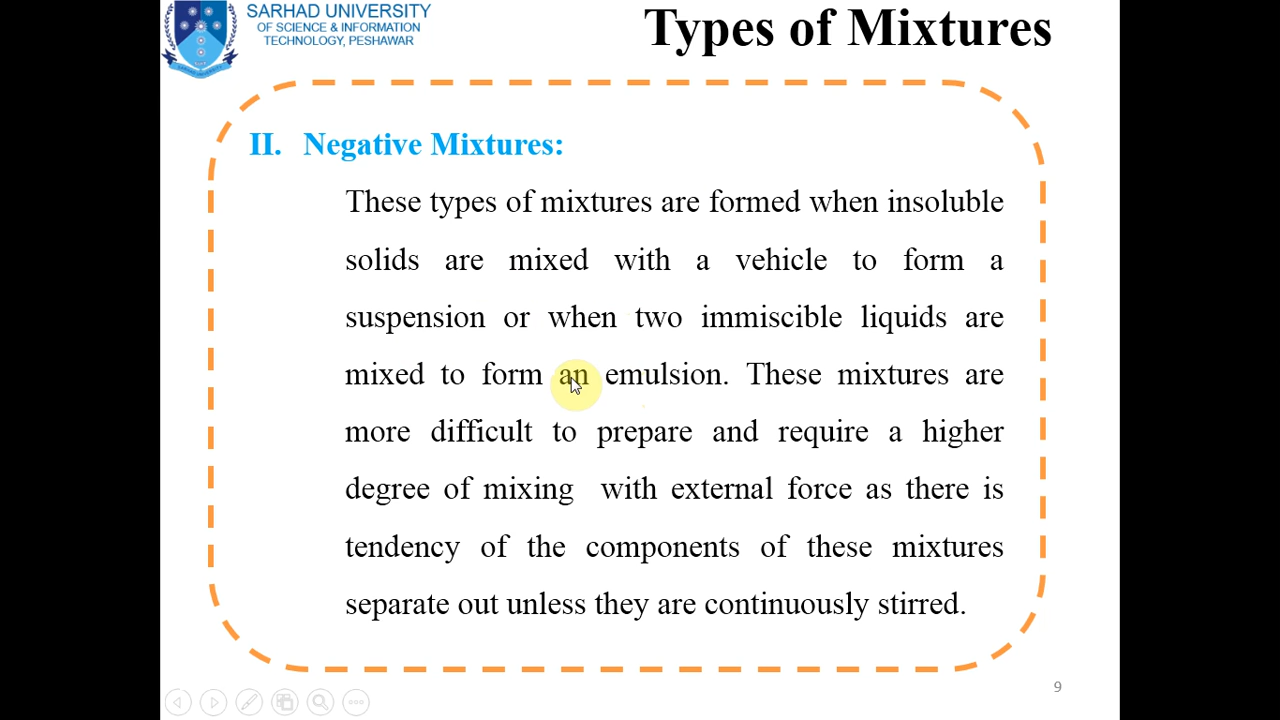 SARHAD UNIVERSITY
OF SCIENCE & INFORMATION
TECHNOLOGY, PESHAWAR
Types of Mixtures
II. Negative Mixtures:
These types of mixtures are formed when insoluble
solids are mixed with a vehicle to form a
suspension or when two immiscible liquids are
mixed to form an emulsion. These mixtures are
more difficult to prepare and require a higher
degree of mixing with external force as there is
tendency of the components of these mixtures
separate out unless they are continuously stirred.
9